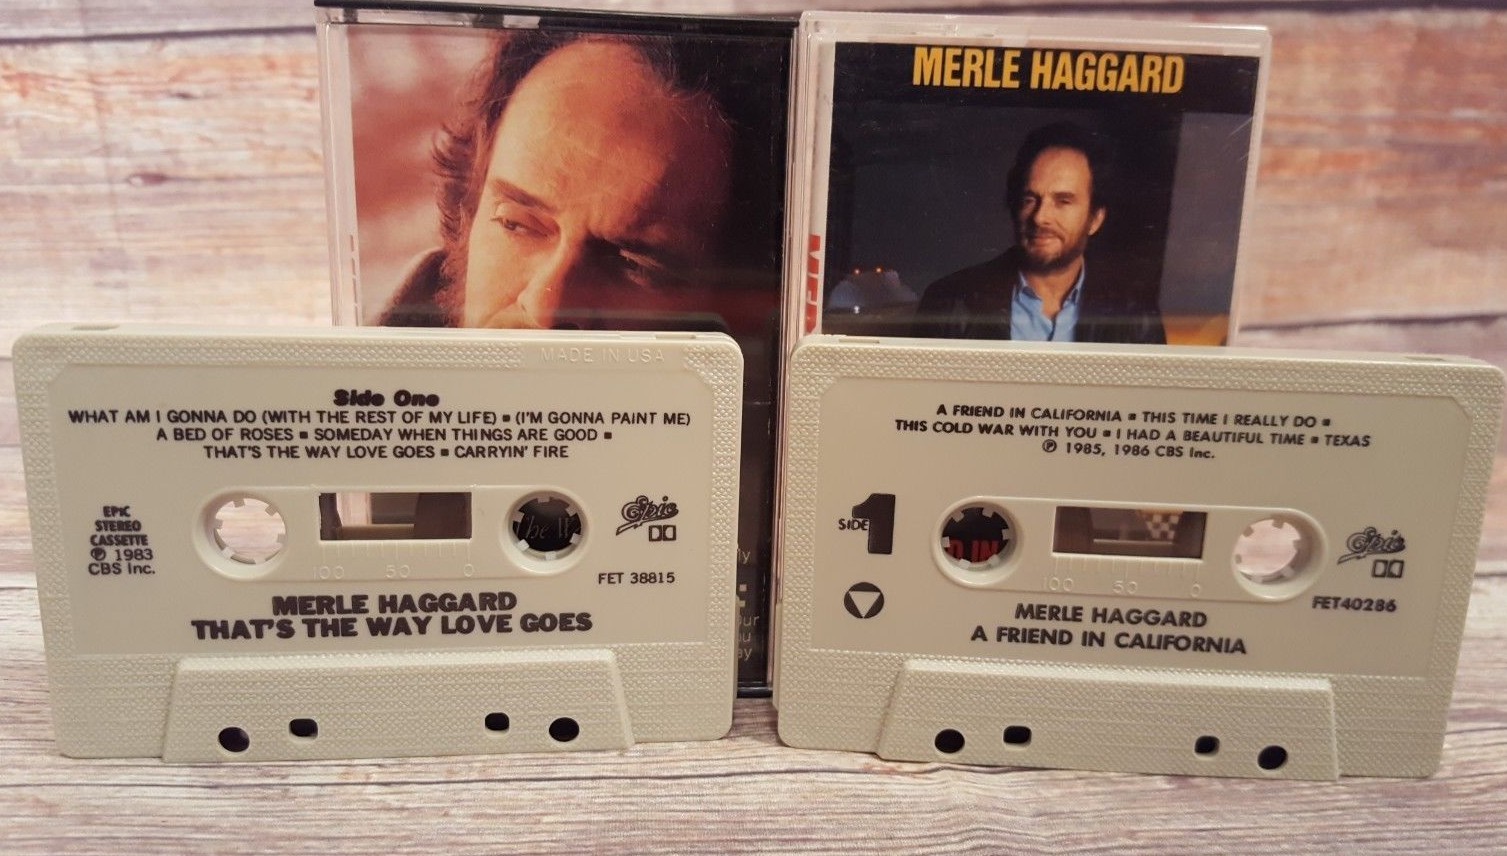 MERLE HAGGARD
MADE IN USA
Side One
WHAT AM I GONNA DO (WITH THE REST OF MY LIFE) ▪ (I'M GONNA PAINT ME)
A BED OF ROSES ▪ SOMEDAY WHEN THINGS ARE GOOD ▪
THAT'S THE WAY LOVE GOES ▪ CARRYIN' FIRE
EPIC
STEREO
CASSETTE
℗ 1983
CBS Inc.
Epic
FET 38815
100 50 0
MERLE HAGGARD
THAT'S THE WAY LOVE GOES
A FRIEND IN CALIFORNIA ▪ THIS TIME I REALLY DO ▪
THIS COLD WAR WITH YOU ▪ I HAD A BEAUTIFUL TIME ▪ TEXAS
℗ 1985, 1986 CBS Inc.
SIDE 1
D IN
Epic
FET40286
100 50 0
MERLE HAGGARD
A FRIEND IN CALIFORNIA